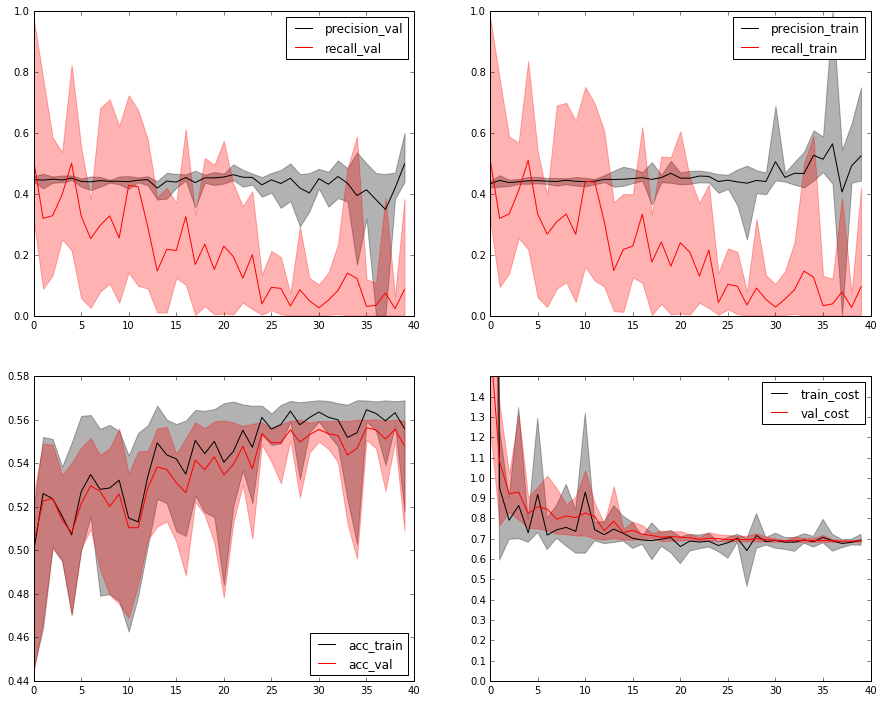 1.0
0.8
0.6
0.4
0.2
0.0
0 5 10 15 20 25 30 35 40
precision_val
recall_val
1.0
0.8
0.6
0.4
0.2
0.0
0 5 10 15 20 25 30 35 40
precision_train
recall_train
0.58
0.56
0.54
0.52
0.50
0.48
0.46
0.44
0 5 10 15 20 25 30 35 40
acc_train
acc_val
1.4
1.3
1.2
1.1
1.0
0.9
0.8
0.7
0.6
0.5
0.4
0.3
0.2
0.1
0.0
0 5 10 15 20 25 30 35 40
train_cost
val_cost